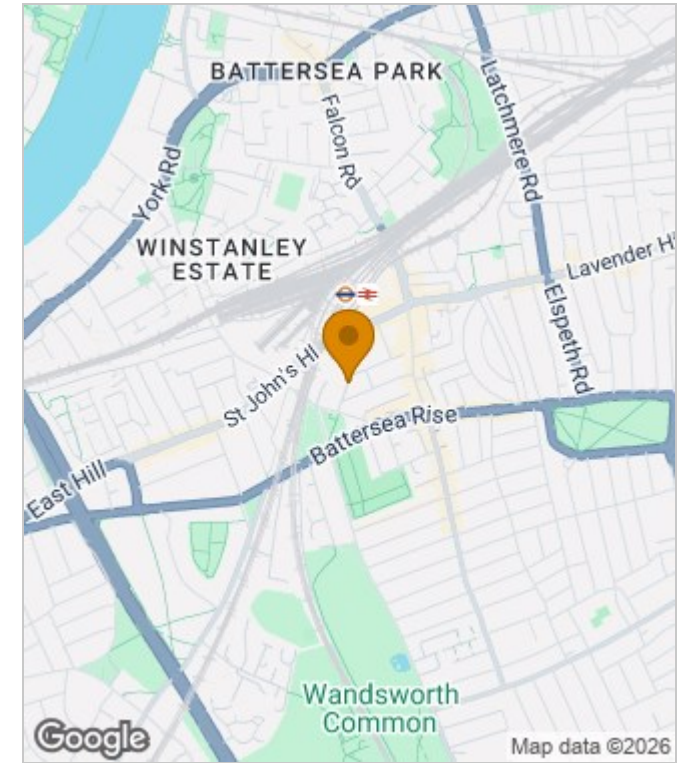 BATTERSEA PARK
Falcon Rd
Latchmere Rd
York Rd
WINSTANLEY
ESTATE
Lavender Hi
Elspeth Rd
St John's Hl
Battersea Rise
East Hill
Wandsworth
Common
Google
Map data ©2026